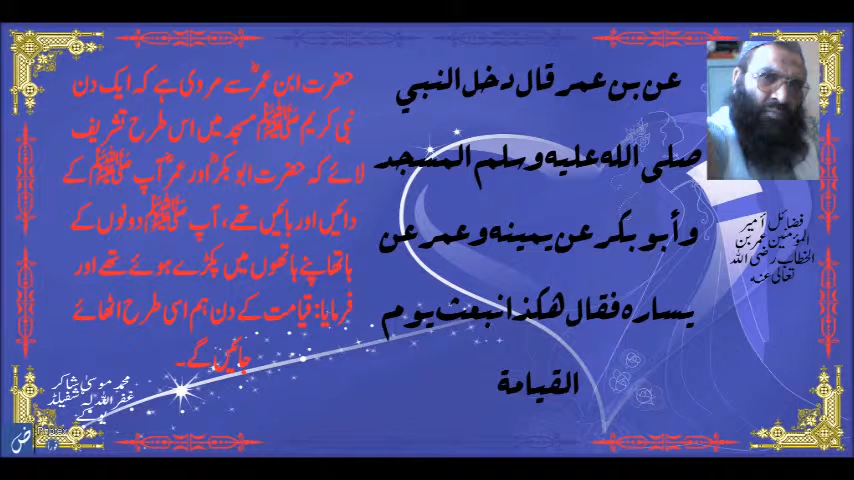 عن بن عمر قال دخل النبي
صلى الله عليه وسلم المسجد
وأبو بكر عن يمينه وعمر عن
يساره فقال هكذا نبعث يوم
القيامة
حضرت ابن عمرؓ سے مروی ہے کہ ایک دن
نبی کریم ﷺ مسجد میں اس طرح تشریف
لائے کہ حضرت ابو بکرؓ اور عمرؓ آپ ﷺ کے
دائیں اور بائیں تھے، آپ ﷺ دونوں کے
ہاتھ اپنے ہاتھوں میں پکڑے ہوئے تھے اور
فرمایا: قیامت کے دن ہم اسی طرح اٹھائے
جائیں گے۔
فضائل أمير
المؤمنين عمر بن
الخطاب رضى الله
تعالى عنه
محمد موسیٰ شاکر
غفر اللہ لہ شفیلڈ
یوکے
ض